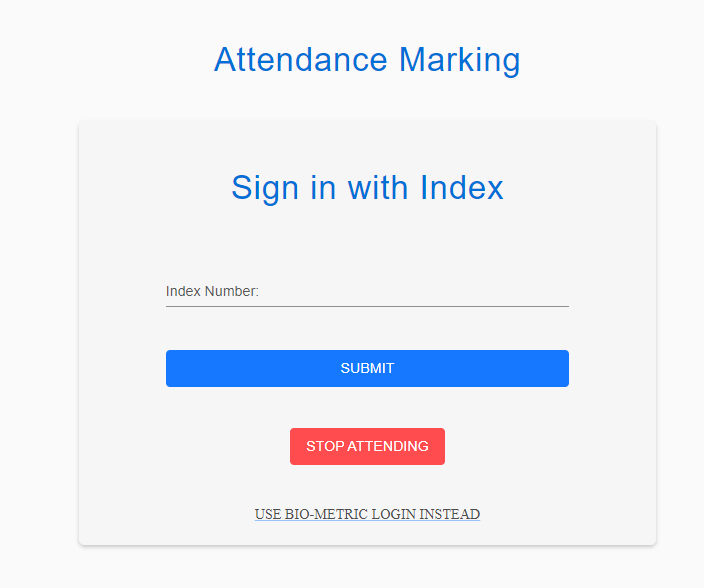 Attendance Marking
Sign in with Index
Index Number:
SUBMIT
STOP ATTENDING
USE BIO-METRIC LOGIN INSTEAD